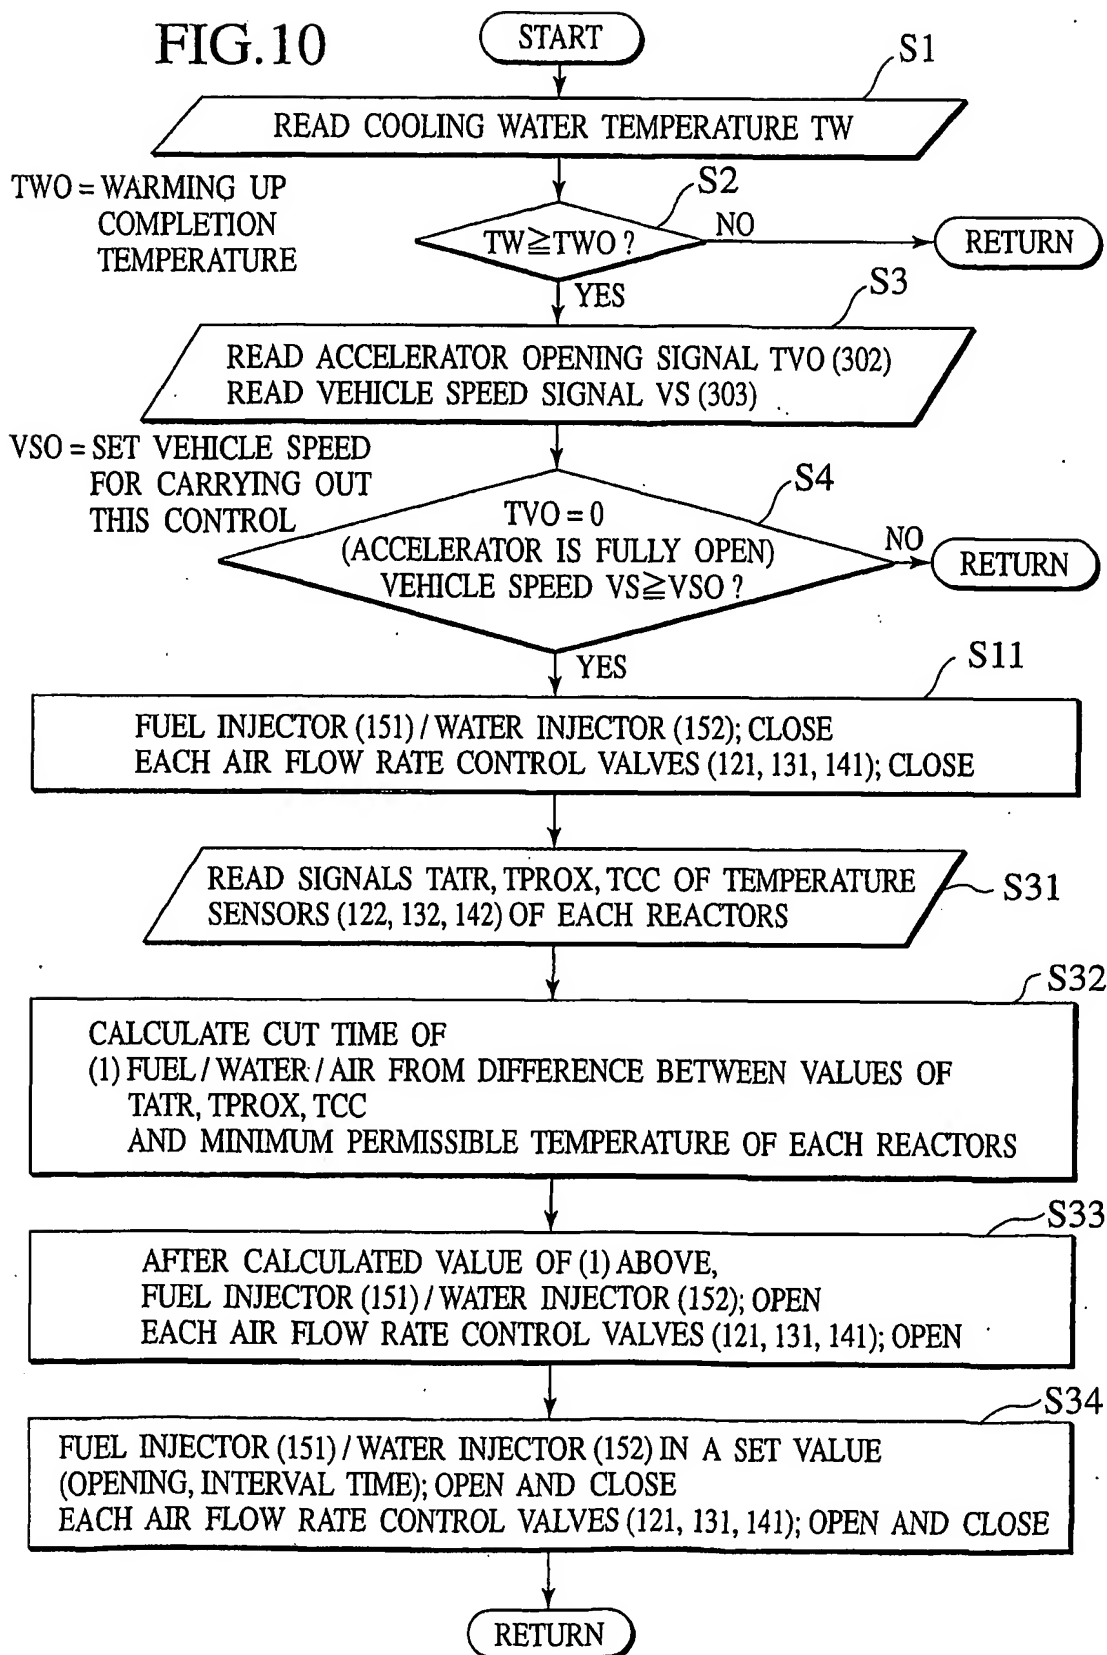 FIG.10
START
S1
READ COOLING WATER TEMPERATURE TW
TWO = WARMING UP
COMPLETION
TEMPERATURE
S2
TW≧TWO ?
NO
RETURN
YES
S3
READ ACCELERATOR OPENING SIGNAL TVO (302)
READ VEHICLE SPEED SIGNAL VS (303)
VSO = SET VEHICLE SPEED
FOR CARRYING OUT
THIS CONTROL
S4
TVO = 0
(ACCELERATOR IS FULLY OPEN)
VEHICLE SPEED VS≧VSO ?
NO
RETURN
YES
S11
FUEL INJECTOR (151) / WATER INJECTOR (152); CLOSE
EACH AIR FLOW RATE CONTROL VALVES (121, 131, 141); CLOSE
READ SIGNALS TATR, TPROX, TCC OF TEMPERATURE
SENSORS (122, 132, 142) OF EACH REACTORS
S31
S32
CALCULATE CUT TIME OF
(1) FUEL / WATER / AIR FROM DIFFERENCE BETWEEN VALUES OF
TATR, TPROX, TCC
AND MINIMUM PERMISSIBLE TEMPERATURE OF EACH REACTORS
S33
AFTER CALCULATED VALUE OF (1) ABOVE,
FUEL INJECTOR (151) / WATER INJECTOR (152); OPEN
EACH AIR FLOW RATE CONTROL VALVES (121, 131, 141); OPEN
S34
FUEL INJECTOR (151) / WATER INJECTOR (152) IN A SET VALUE
(OPENING, INTERVAL TIME); OPEN AND CLOSE
EACH AIR FLOW RATE CONTROL VALVES (121, 131, 141); OPEN AND CLOSE
RETURN